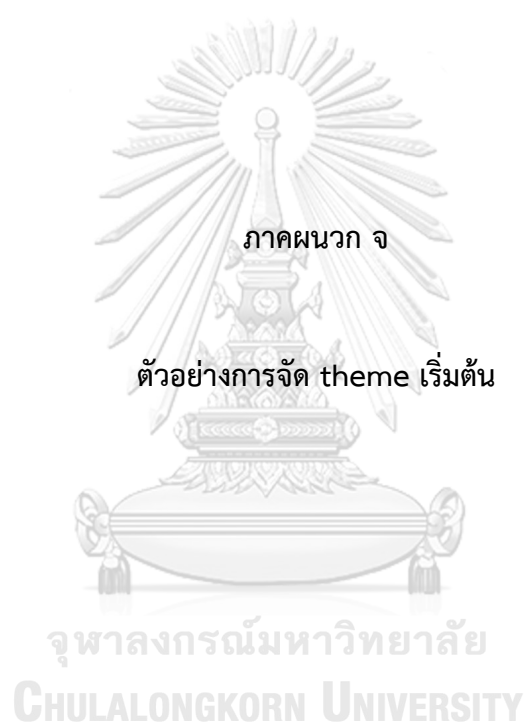 ภาคผนวก จ
ตัวอย่างการจัด theme เริ่มต้น
จุฬาลงกรณ์มหาวิทยาลัย
CHULALONGKORN UNIVERSITY